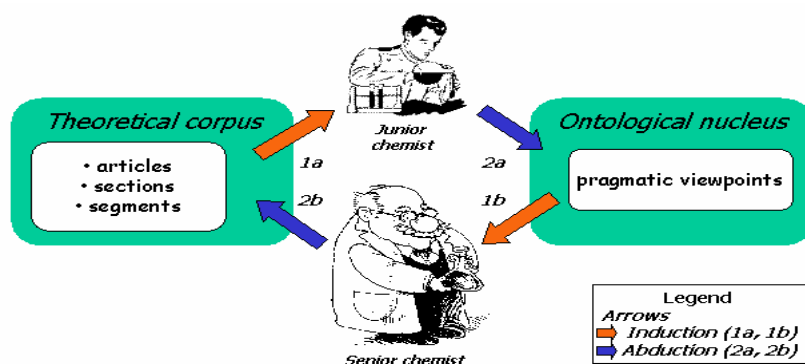 Theoretical corpus
• articles
• sections
• segments
1a
2b
Junior
chemist
2a
1b
Ontological nucleus
pragmatic viewpoints
Senior chemist
Legend
Arrows
Induction (1a, 1b)
Abduction (2a, 2b)